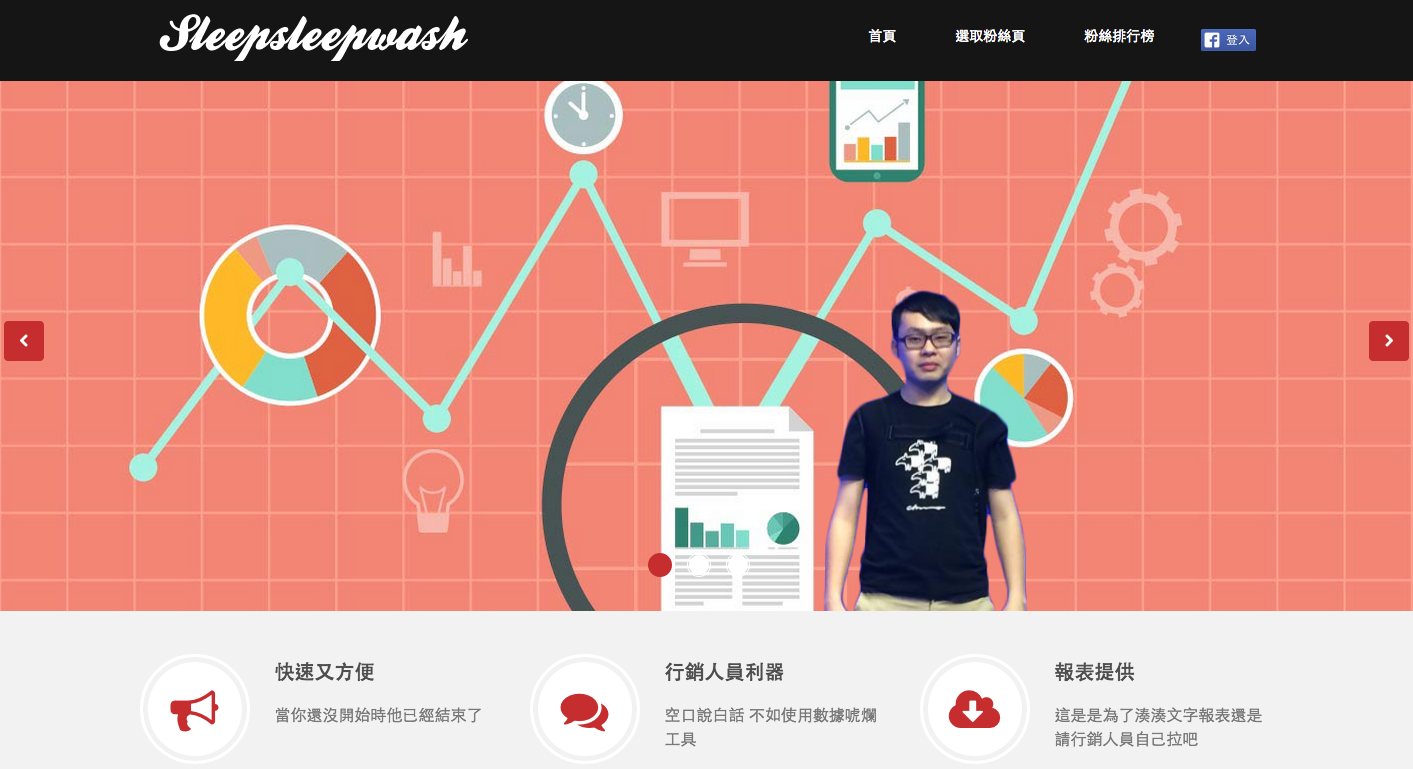 Sleepsleepwash
首頁
選取粉絲頁
粉絲排行榜
登入
快速又方便
當你還沒開始時他已經結束了
行銷人員利器
空口說白話 不如使用數據唬爛
工具
報表提供
這是是為了湊湊文字報表還是
請行銷人員自己拉吧